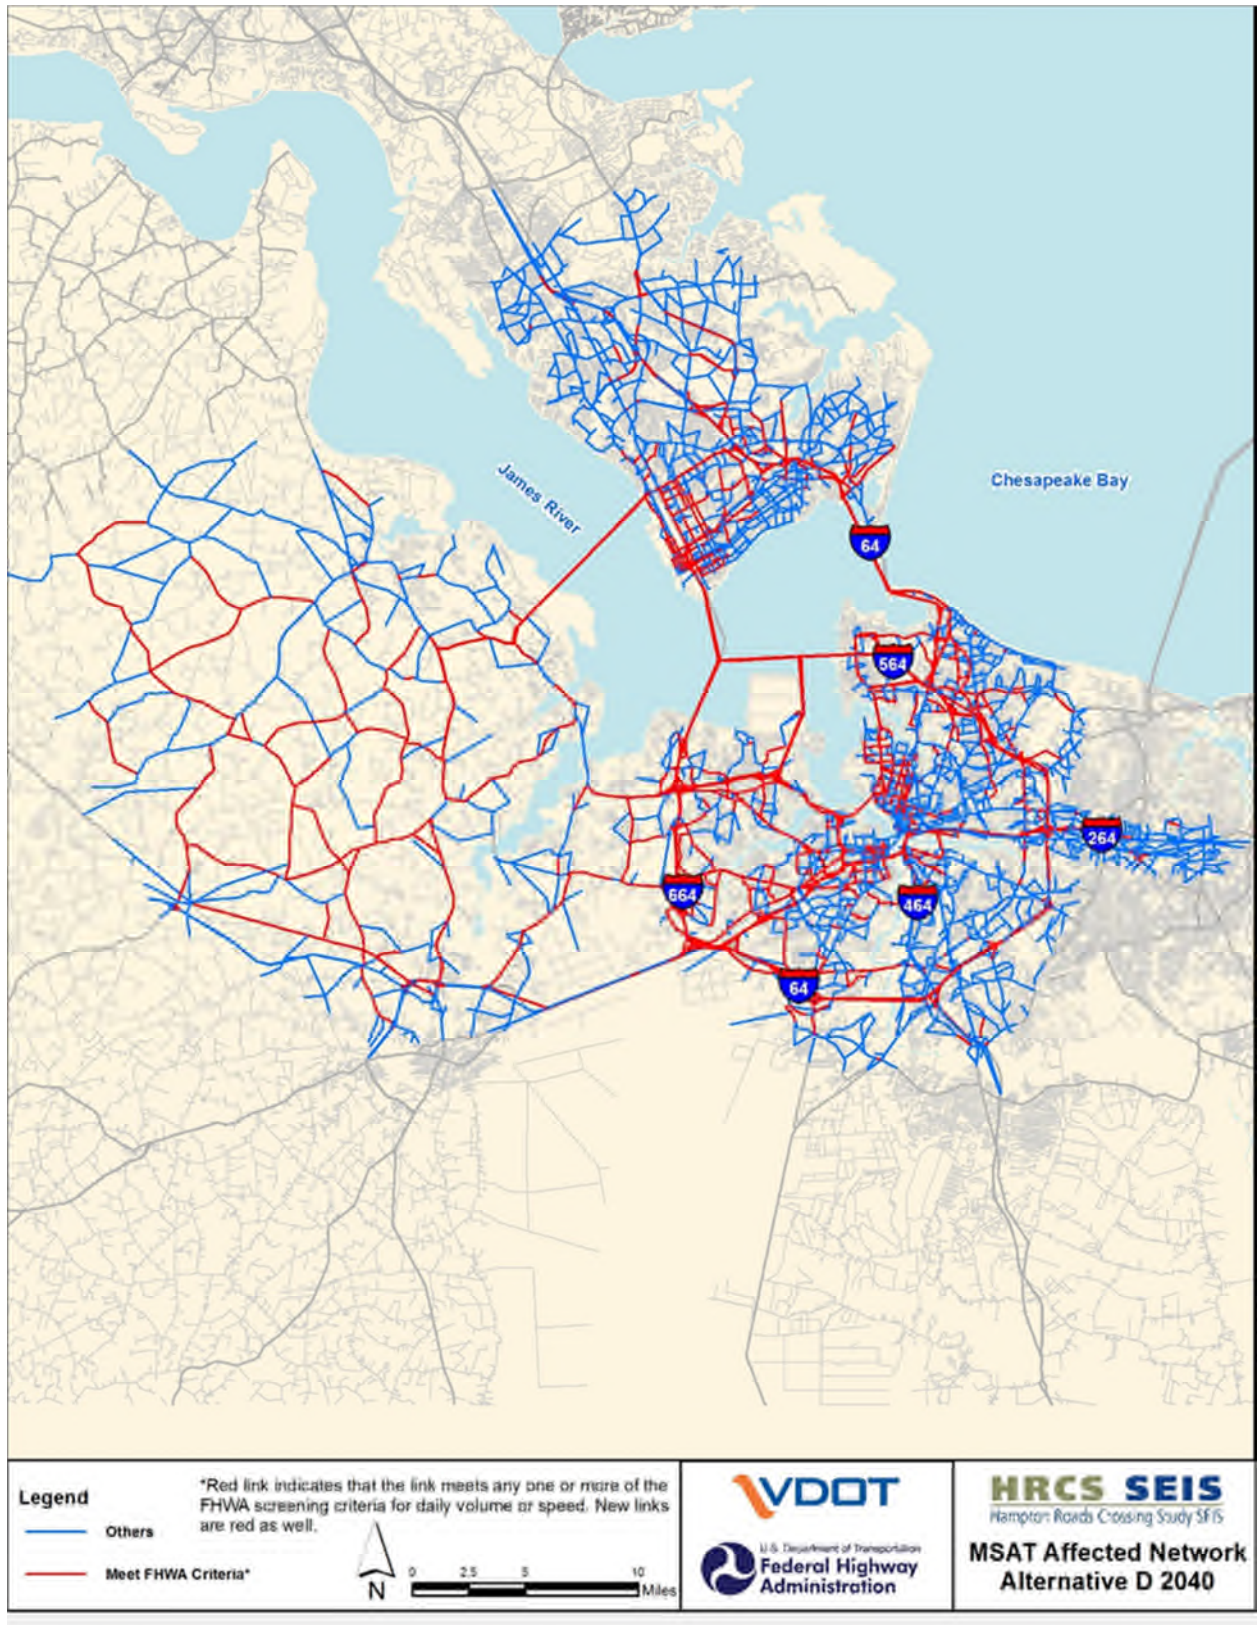 James River
Chesapeake Bay
64
564
264
664
464
64
Legend
Others
Meet FHWA Criteria*
*Red link indicates that the link meets any one or more of the
FHWA screening criteria for daily volume or speed. New links
are red as well.
N
0 2.5 5 10
Miles
VDOT
U.S. Department of Transportation
Federal Highway
Administration
HRCS SEIS
Hampton Roads Crossing Study SEIS
MSAT Affected Network
Alternative D 2040